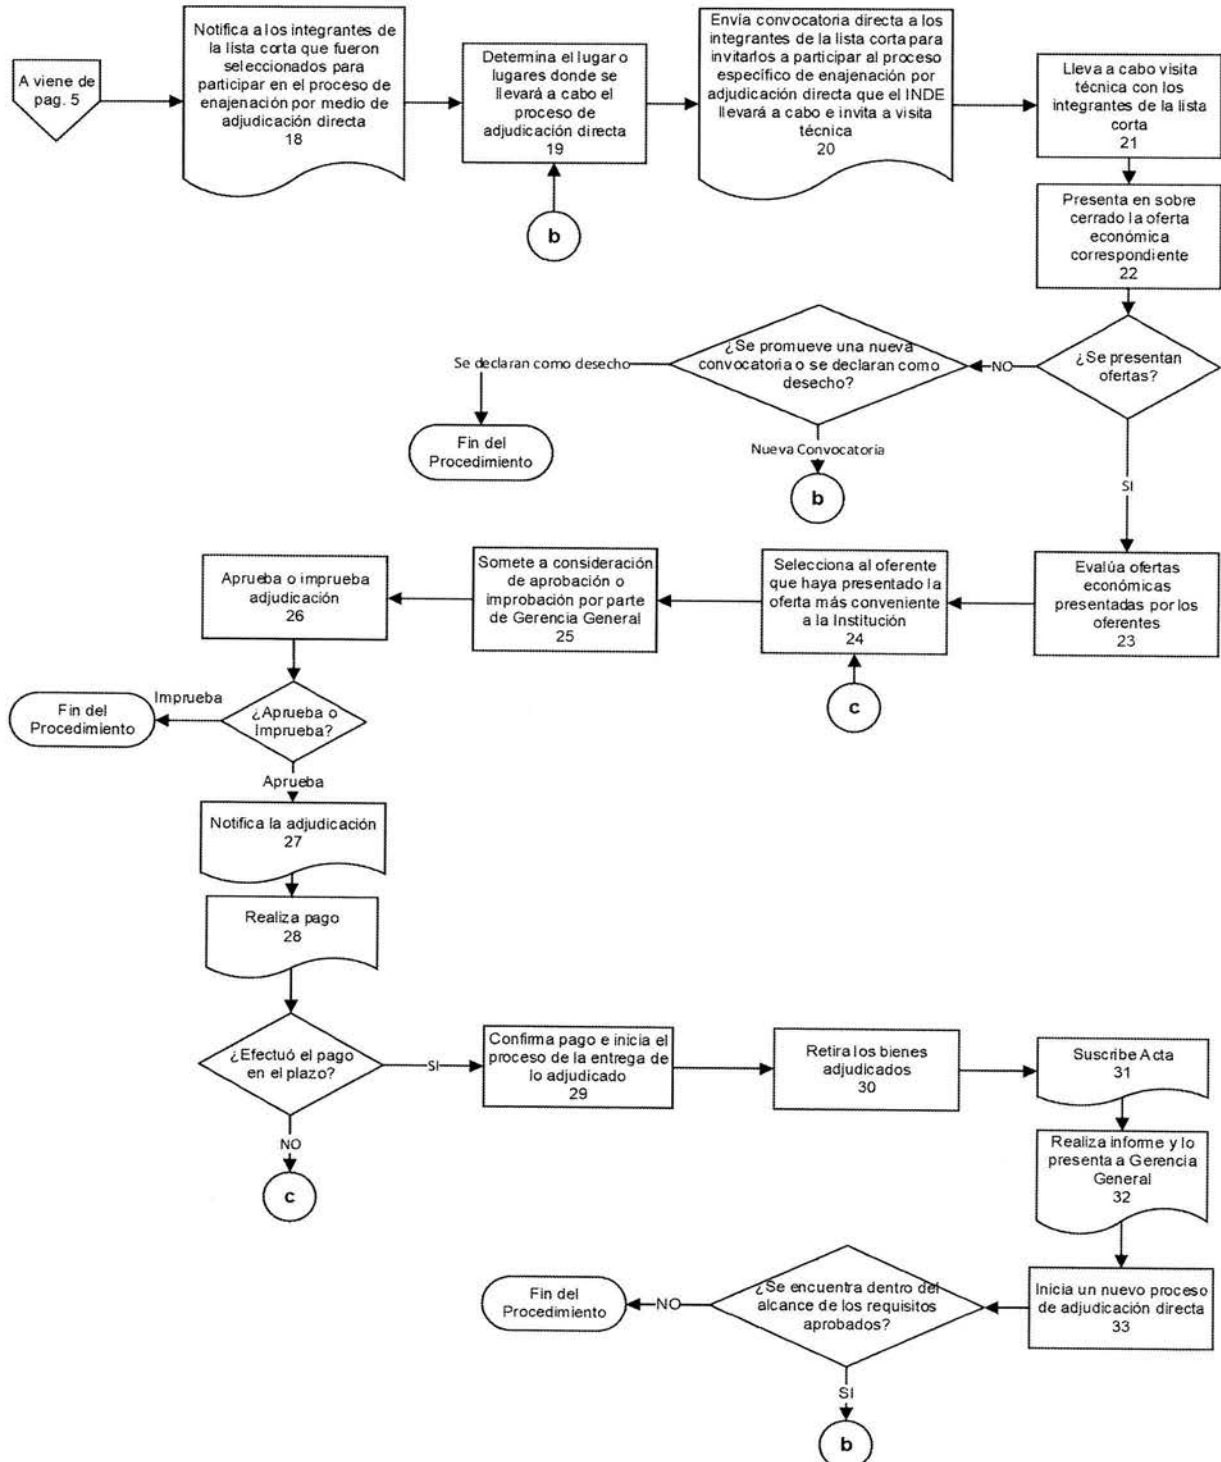 A viene de
pag. 5
Notifica a los integrantes de
la lista corta que fueron
seleccionados para
participar en el proceso de
enajenación por medio de
adjudicación directa
18
Determina el lugar o
lugares donde se
llevará a cabo el
proceso de
adjudicación directa
19
b
Envía convocatoria directa a los
integrantes de la lista corta para
invitarlos a participar al proceso
específico de enajenación por
adjudicación directa que el INDE
llevará a cabo e invita a visita
técnica
20
Lleva a cabo visita
técnica con los
integrantes de la lista
corta
21
Presenta en sobre
cerrado la oferta
económica
correspondiente
22
¿Se presentan
ofertas?
NO
¿Se promueve una nueva
convocatoria o se declaran como
desecho?
Se declaran como desecho
Fin del
Procedimiento
Nueva Convocatoria
b
SI
Evalúa ofertas
económicas
presentadas por los
oferentes
23
Selecciona al oferente
que haya presentado la
oferta más conveniente
a la Institución
24
c
Somete a consideración
de aprobación o
improbación por parte
de Gerencia General
25
Aprueba o imprueba
adjudicación
26
¿Aprueba o
Imprueba?
Imprueba
Fin del
Procedimiento
Aprueba
Notifica la adjudicación
27
Realiza pago
28
¿Efectuó el pago
en el plazo?
NO
c
SI
Confirma pago e inicia el
proceso de la entrega de
lo adjudicado
29
Retira los bienes
adjudicados
30
Suscribe Acta
31
Realiza informe y lo
presenta a Gerencia
General
32
Inicia un nuevo proceso
de adjudicación directa
33
¿Se encuentra dentro del
alcance de los requisitos
aprobados?
NO
Fin del
Procedimiento
SI
b